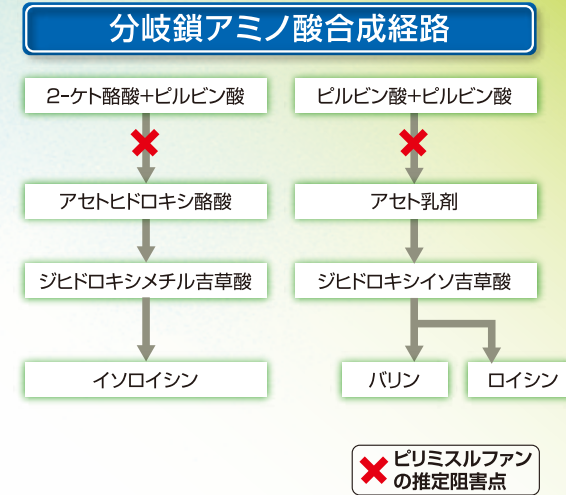 分岐鎖アミノ酸合成経路
2-ケト酪酸+ピルビン酸
ピルビン酸+ピルビン酸
アセトヒドロキシ酪酸
アセト乳剤
ジヒドロキシメチル吉草酸
ジヒドロキシイソ吉草酸
イソロイシン
バリン
ロイシン
ピリミスルファン
の推定阻害点